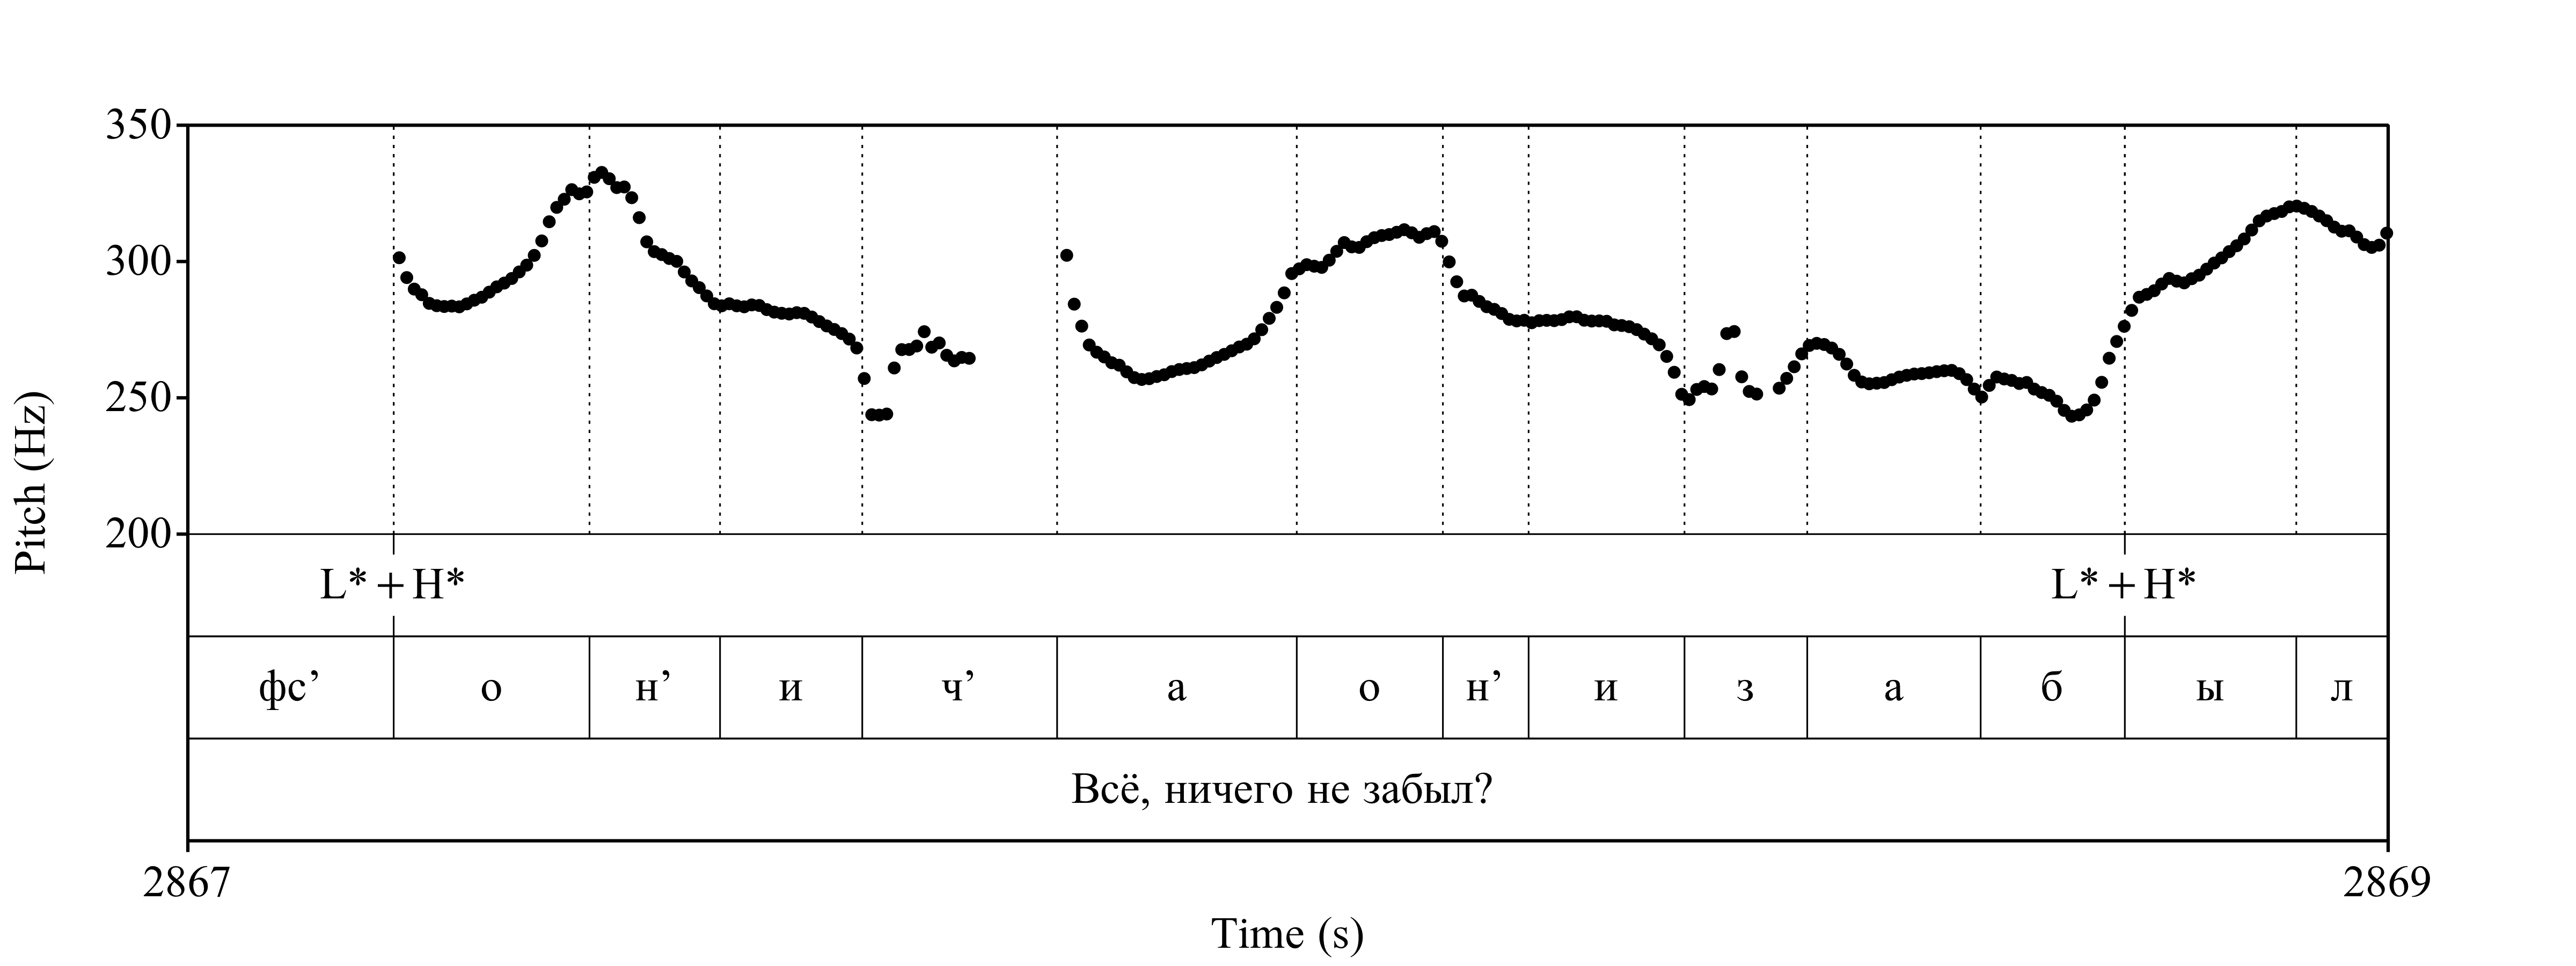 350
300
250
200
Pitch (Hz)
L* + H* L* + H*
фс’ о н’ и ч’ а о н’ и з а б ы л
Всё, ничего не забыл?
2867 2869
Time (s)